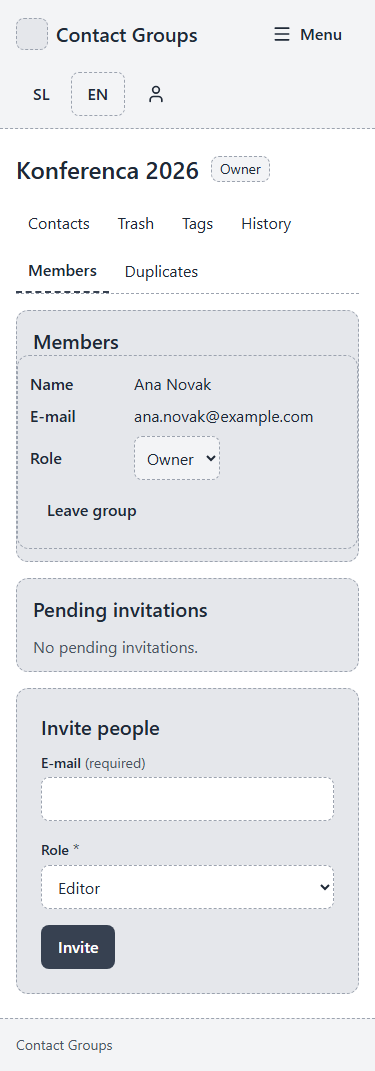 Contact Groups
Menu
SL EN
Konferenca 2026 Owner
Contacts Trash Tags History
Members Duplicates
Members
Name Ana Novak
E-mail ana.novak@example.com
Role Owner
Leave group
Pending invitations
No pending invitations.
Invite people
E-mail (required)
Role *
Editor
Invite
Contact Groups